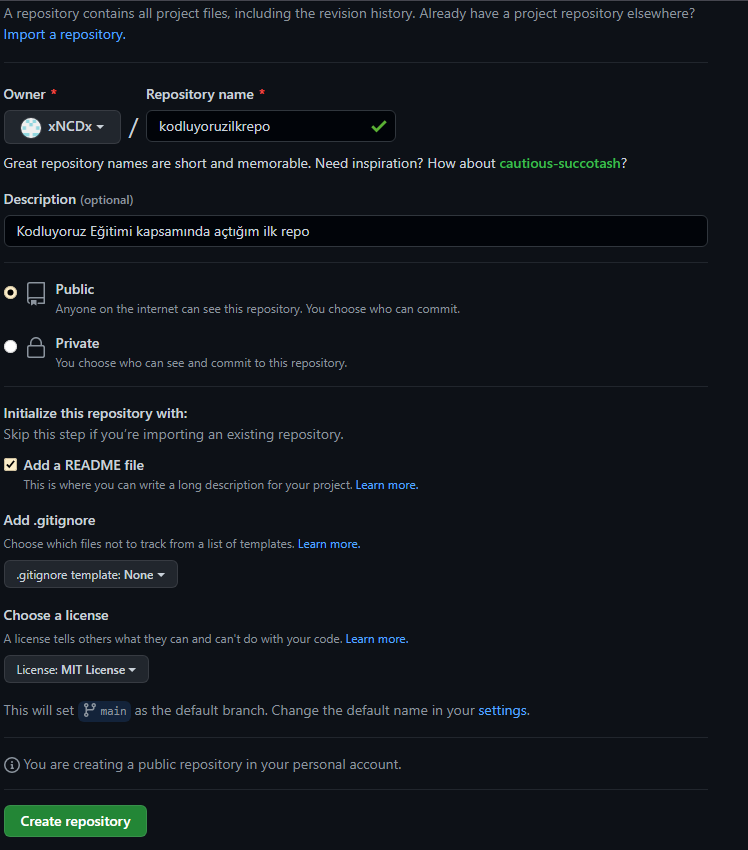 A repository contains all project files, including the revision history. Already have a project repository elsewhere?
Import a repository.
Owner *
Repository name *
xNCDx
/
kodluyoruzilkrepo
Great repository names are short and memorable. Need inspiration? How about cautious-succotash?
Description (optional)
Kodluyoruz Eğitimi kapsamında açtığım ilk repo
Public
Anyone on the internet can see this repository. You choose who can commit.
Private
You choose who can see and commit to this repository.
Initialize this repository with:
Skip this step if you're importing an existing repository.
Add a README file
This is where you can write a long description for your project. Learn more.
Add .gitignore
Choose which files not to track from a list of templates. Learn more.
.gitignore template: None
Choose a license
A license tells others what they can and can't do with your code. Learn more.
License: MIT License
This will set main as the default branch. Change the default name in your settings.
You are creating a public repository in your personal account.
Create repository